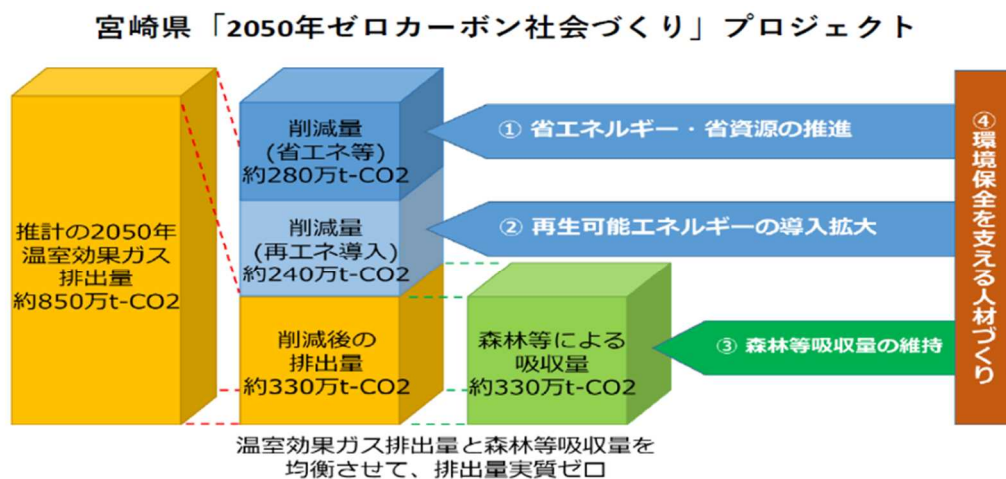 宮崎県「2050年ゼロカーボン社会づくり」プロジェクト
推計の2050年
温室効果ガス
排出量
約850万t-CO2
削減量
(省エネ等)
約280万t-CO2
削減量
(再エネ導入)
約240万t-CO2
削減後の
排出量
約330万t-CO2
森林等による
吸収量
約330万t-CO2
① 省エネルギー・省資源の推進
② 再生可能エネルギーの導入拡大
③ 森林等吸収量の維持
④環境保全を支える人材づくり
温室効果ガス排出量と森林等吸収量を
均衡させて、排出量実質ゼロ